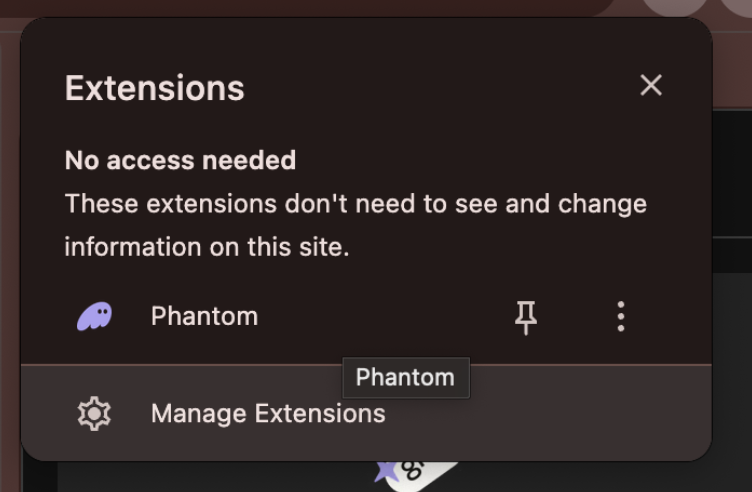 Extensions
No access needed
These extensions don't need to see and change
information on this site.
Phantom
Phantom
Manage Extensions